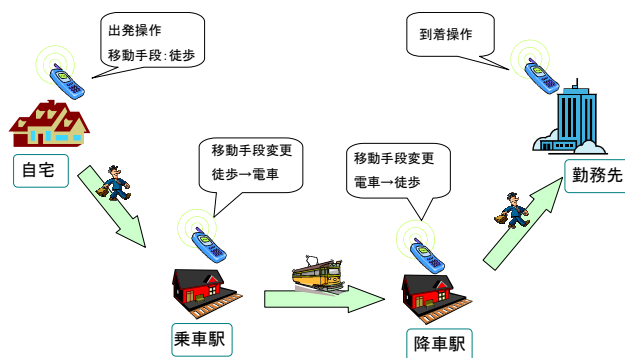 出発操作
移動手段：徒歩
到着操作
自宅
移動手段変更
徒歩→電車
移動手段変更
電車→徒歩
勤務先
乗車駅
降車駅